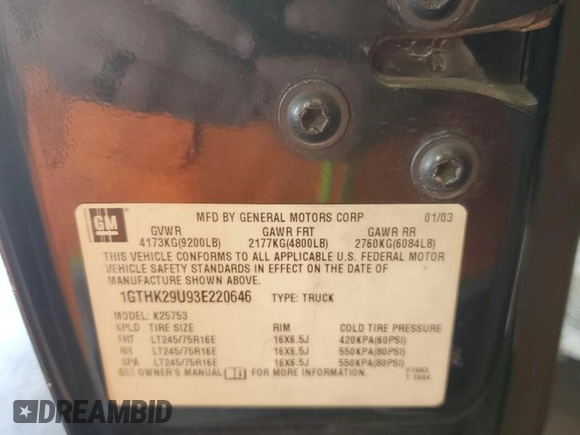 GM
MFD BY GENERAL MOTORS CORP 01/03
GVWR GAWR FRT GAWR RR
4173KG(9200LB) 2177KG(4800LB) 2760KG(6084LB)
THIS VEHICLE CONFORMS TO ALL APPLICABLE U.S. FEDERAL MOTOR
VEHICLE SAFETY STANDARDS IN EFFECT ON THE DATE OF
MANUFACTURE SHOWN ABOVE.
1GTHK29U93E220646 TYPE: TRUCK
MODEL: K25753
KPLD TIRE SIZE RIM COLD TIRE PRESSURE
FRT LT245/75R16E 16X6.5J 420KPA(60PSI)
RR LT245/75R16E 16X6.5J 550KPA(80PSI)
SPA LT245/75R16E 16X6.5J 550KPA(80PSI)
SEE OWNER'S MANUAL FOR MORE INFORMATION.
DREAMBID